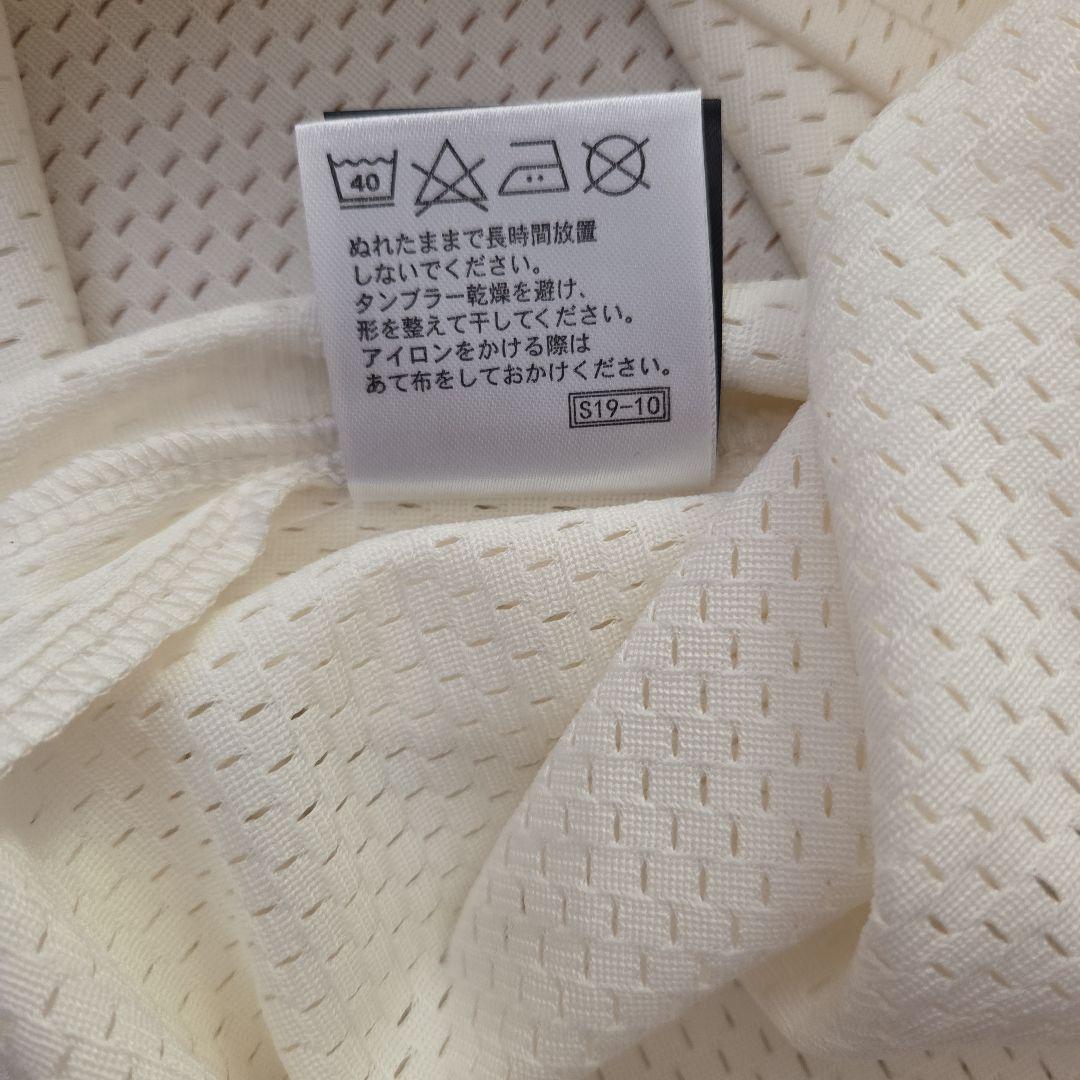 40
ぬれたままで長時間放置
しないでください。
タンブラー乾燥を避け、
形を整えて干してください。
アイロンをかける際は
あて布をしておかけください。
S19-10